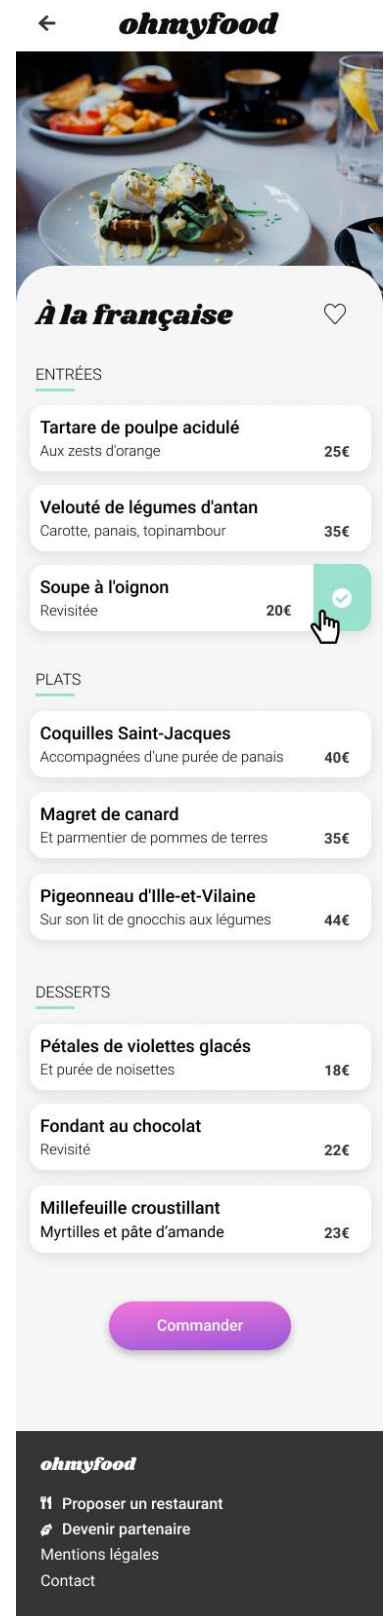 ohmyfood
À la française
ENTRÉES
Tartare de poulpe acidulé
Aux zests d'orange 25€
Velouté de légumes d'antan
Carotte, panais, topinambour 35€
Soupe à l'oignon
Revisitée 20€
PLATS
Coquilles Saint-Jacques
Accompagnées d'une purée de panais 40€
Magret de canard
Et parmentier de pommes de terres 35€
Pigeonneau d'Ille-et-Vilaine
Sur son lit de gnocchis aux légumes 44€
DESSERTS
Pétales de violettes glacés
Et purée de noisettes 18€
Fondant au chocolat
Revisité 22€
Millefeuille croustillant
Myrtilles et pâte d’amande 23€
Commander
ohmyfood
Proposer un restaurant
Devenir partenaire
Mentions légales
Contact